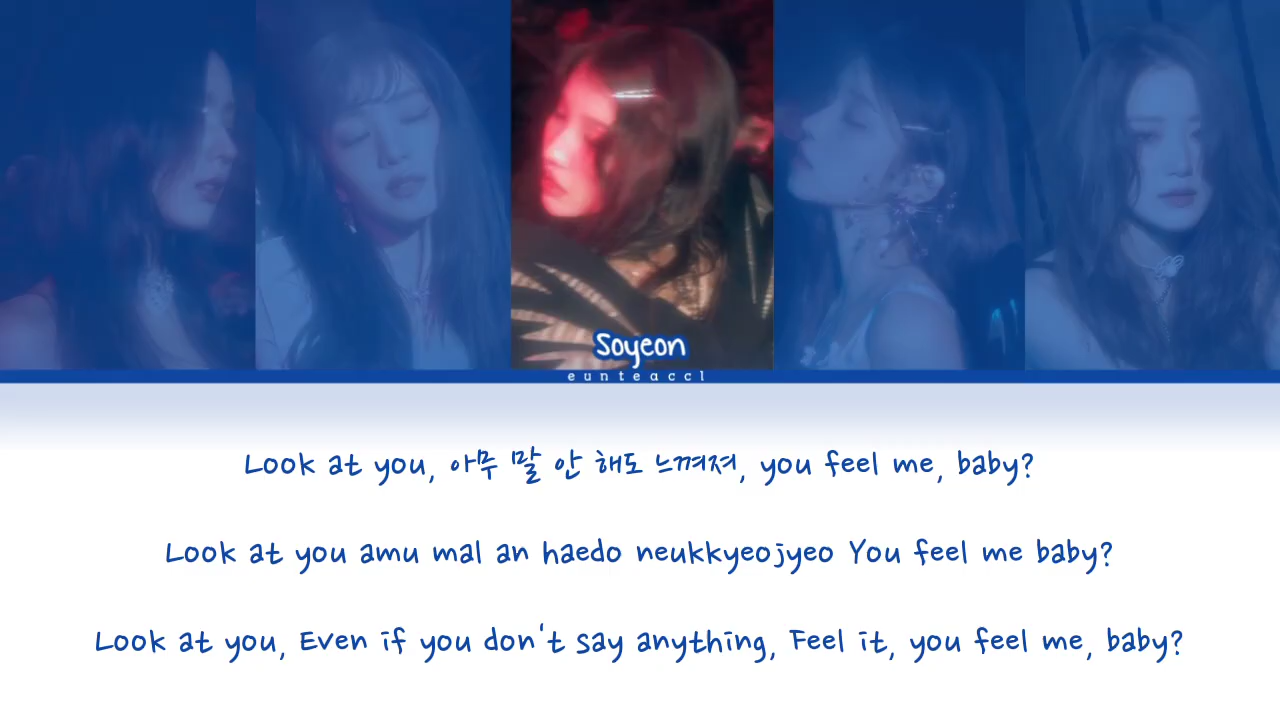 Soyeon
eunteaccl
Look at you, 아무 말 안 해도 느껴져, you feel me, baby?
Look at you amu mal an haedo neukkyeojyeo You feel me baby?
Look at you, Even if you don't say anything, Feel it, you feel me, baby?